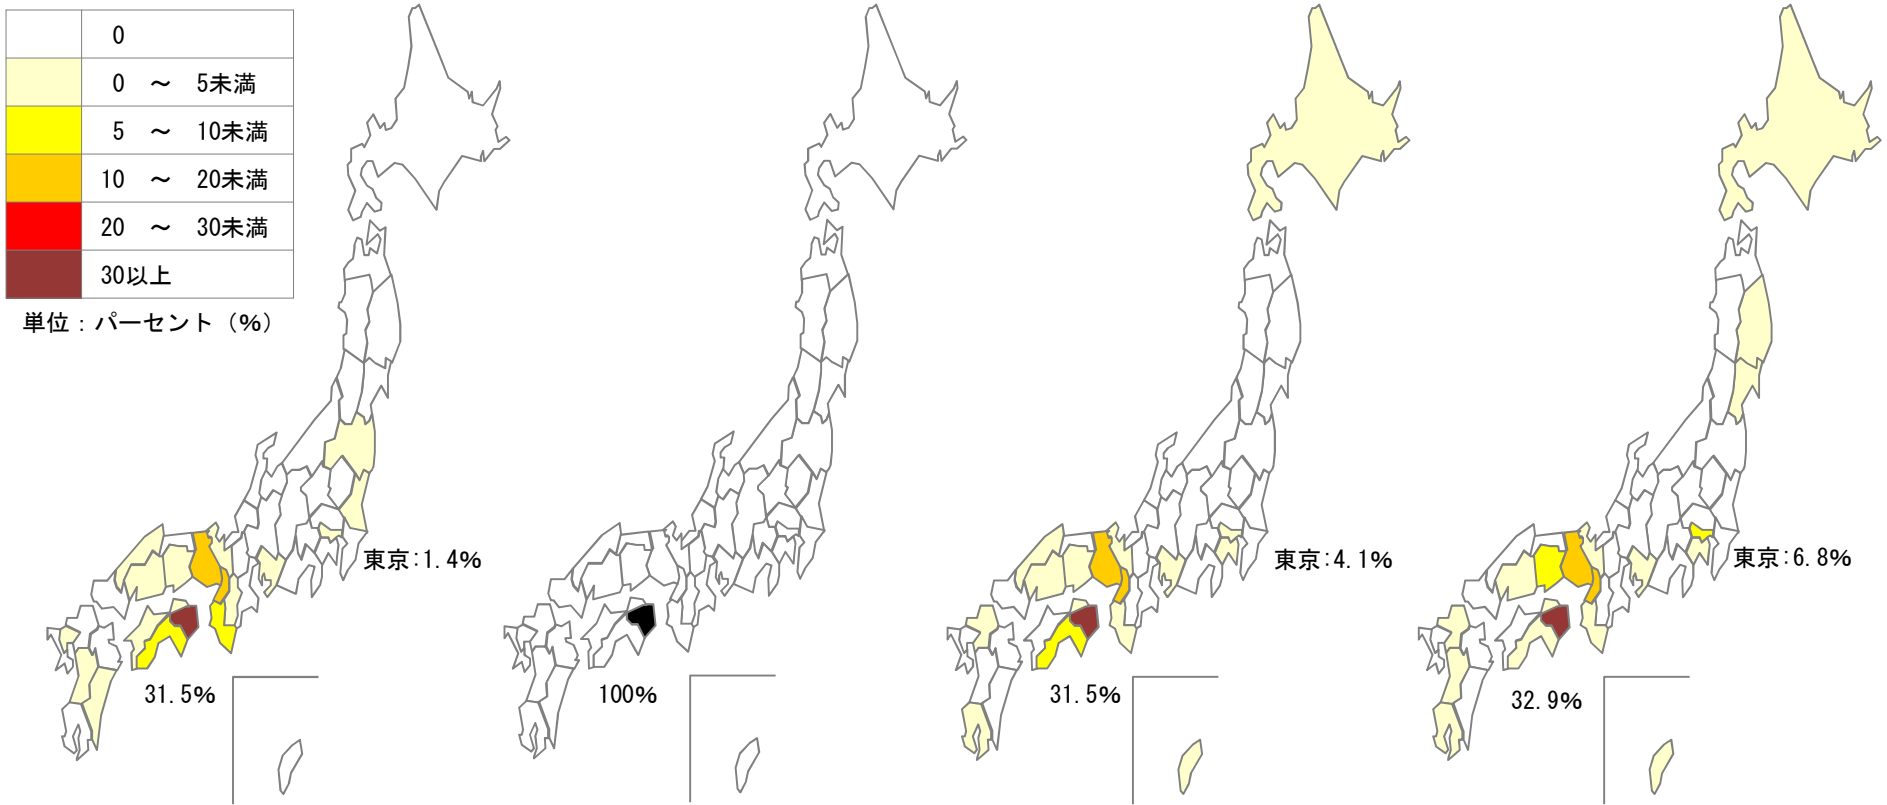 0
0 ～ 5未満
5 ～ 10未満
10 ～ 20未満
20 ～ 30未満
30以上
単位：パーセント（%）
東京:1.4%
東京:4.1%
東京:6.8%
31.5%
100%
31.5%
32.9%